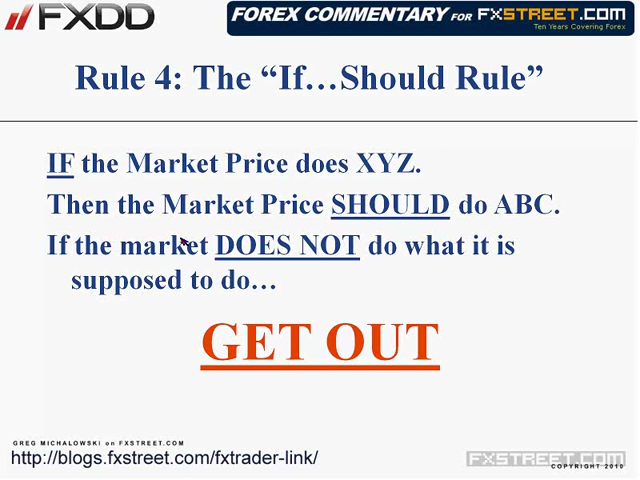 FXDD
FOREX COMMENTARY FOR FXSTREET.COM
Ten Years Covering Forex
Rule 4: The “If…Should Rule”
IF the Market Price does XYZ.
Then the Market Price SHOULD do ABC.
If the market DOES NOT do what it is
supposed to do…
GET OUT
GREG MICHALOWSKI on FXSTREET.COM
http://blogs.fxstreet.com/fxtrader-link/
FXSTREET.COM
COPYRIGHT 2010